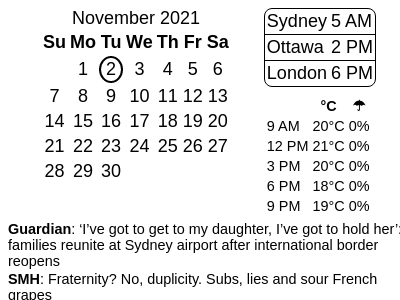 November 2021
Su Mo Tu We Th Fr Sa
1 2 3 4 5 6
7 8 9 10 11 12 13
14 15 16 17 18 19 20
21 22 23 24 25 26 27
28 29 30
Sydney 5 AM
Ottawa 2 PM
London 6 PM
°C ☂
9 AM 20°C 0%
12 PM 21°C 0%
3 PM 20°C 0%
6 PM 18°C 0%
9 PM 19°C 0%
Guardian: ‘I’ve got to get to my daughter, I’ve got to hold her’:
families reunite at Sydney airport after international border
reopens
SMH: Fraternity? No, duplicity. Subs, lies and sour French
grapes